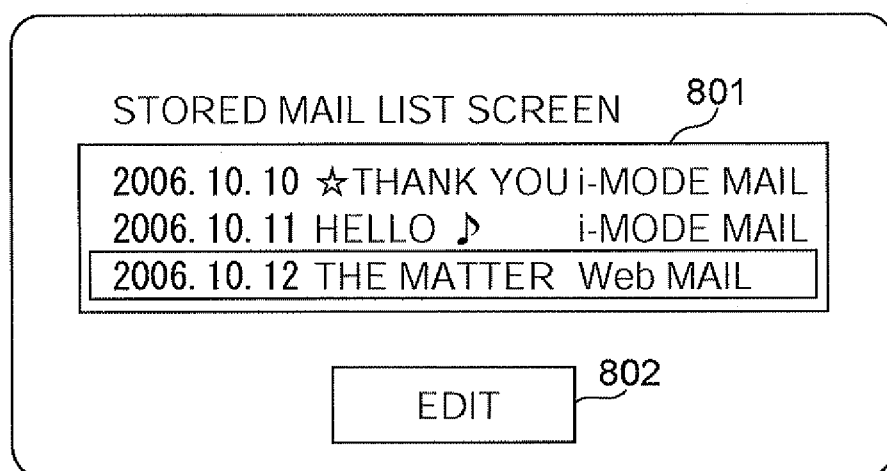 STORED MAIL LIST SCREEN 801
2006.10.10 ☆THANK YOU i-MODE MAIL
2006.10.11 HELLO ♪ i-MODE MAIL
2006.10.12 THE MATTER Web MAIL
EDIT 802